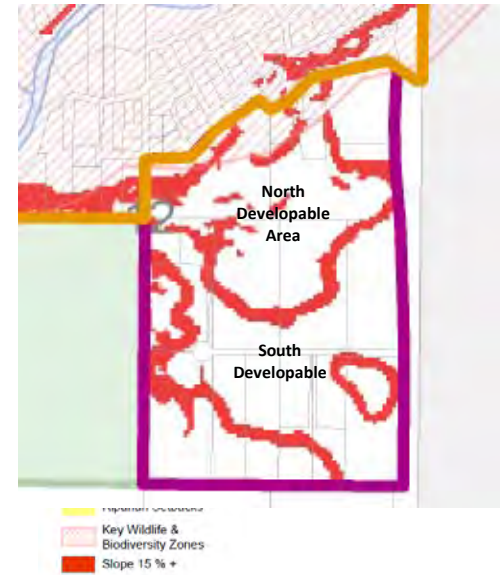 North
Developable
Area
South
Developable
Key Wildlife &
Biodiversity Zones
Slope 15 % +